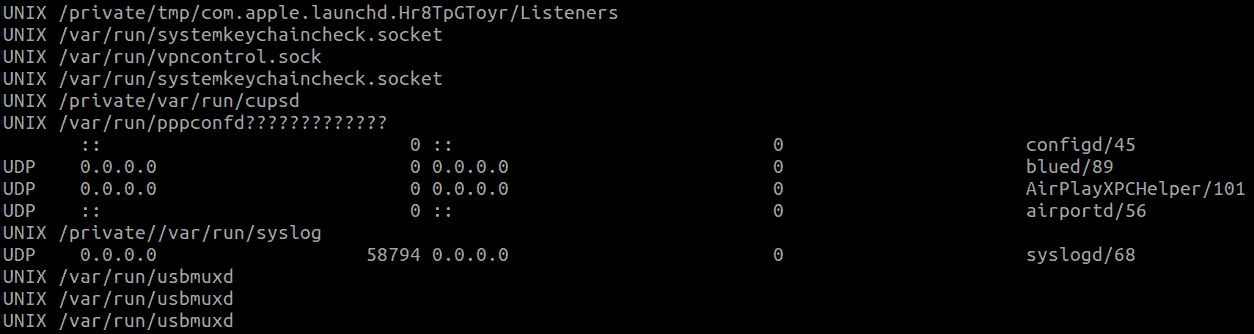 UNIX /private/tmp/com.apple.launchd.Hr8TpGToyr/Listeners
UNIX /var/run/systemkeychaincheck.socket
UNIX /var/run/vpncontrol.sock
UNIX /var/run/systemkeychaincheck.socket
UNIX /private/var/run/cupsd
UNIX /var/run/pppconfd?????????????
:: 0 :: 0 configd/45
UDP 0.0.0.0 0 0.0.0.0 0 blued/89
UDP 0.0.0.0 0 0.0.0.0 0 AirPlayXPCHelper/101
UDP :: 0 :: 0 airportd/56
UNIX /private//var/run/syslog
UDP 0.0.0.0 58794 0.0.0.0 0 syslogd/68
UNIX /var/run/usbmuxd
UNIX /var/run/usbmuxd
UNIX /var/run/usbmuxd